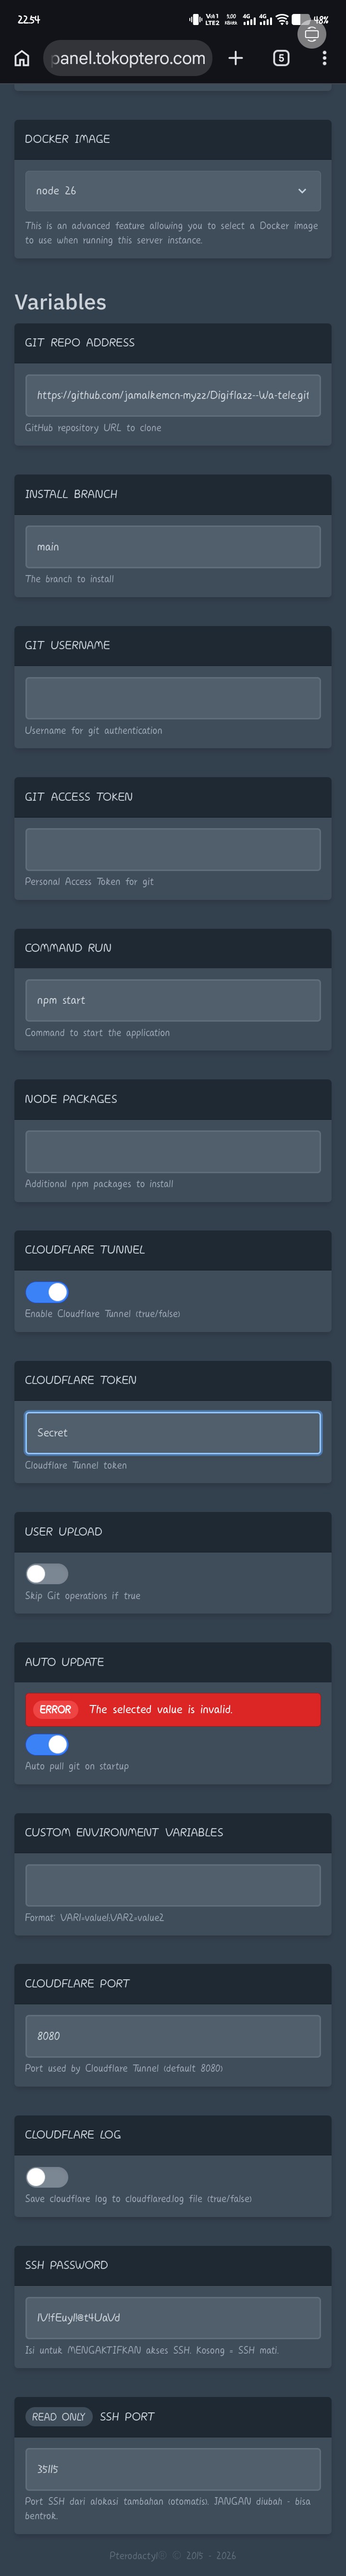 22.54
48%
panel.tokoptero.com
5
DOCKER IMAGE
node 26
This is an advanced feature allowing you to select a Docker image
to use when running this server instance.
Variables
GIT REPO ADDRESS
https://github.com/jamalkemcn-myzz/Digiflazz--Wa-tele.git
GitHub repository URL to clone
INSTALL BRANCH
main
The branch to install
GIT USERNAME
Username for git authentication
GIT ACCESS TOKEN
Personal Access Token for git
COMMAND RUN
npm start
Command to start the application
NODE PACKAGES
Additional npm packages to install
CLOUDFLARE TUNNEL
Enable Cloudflare Tunnel (true/false)
CLOUDFLARE TOKEN
Secret
Cloudflare Tunnel token
USER UPLOAD
Skip Git operations if true
AUTO UPDATE
ERROR The selected value is invalid.
Auto pull git on startup
CUSTOM ENVIRONMENT VARIABLES
Format: VAR1=value1;VAR2=value2
CLOUDFLARE PORT
8080
Port used by Cloudflare Tunnel (default 8080)
CLOUDFLARE LOG
Save cloudflare log to cloudflared.log file (true/false)
SSH PASSWORD
Isi untuk MENGAKTIFKAN akses SSH. Kosong = SSH mati.
READ ONLY SSH PORT
35115
Port SSH dari alokasi tambahan (otomatis). JANGAN diubah - bisa
bentrok.
Pterodactyl® © 2015 - 2026